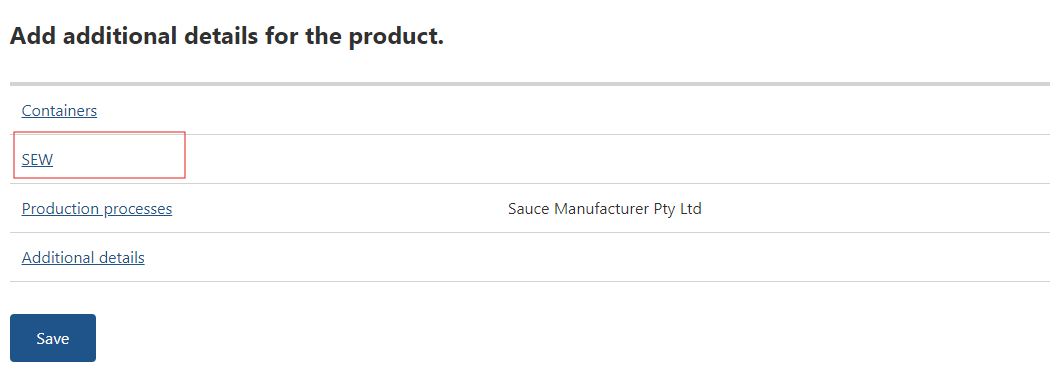 Add additional details for the product.
Containers
SEW
Production processes Sauce Manufacturer Pty Ltd
Additional details
Save